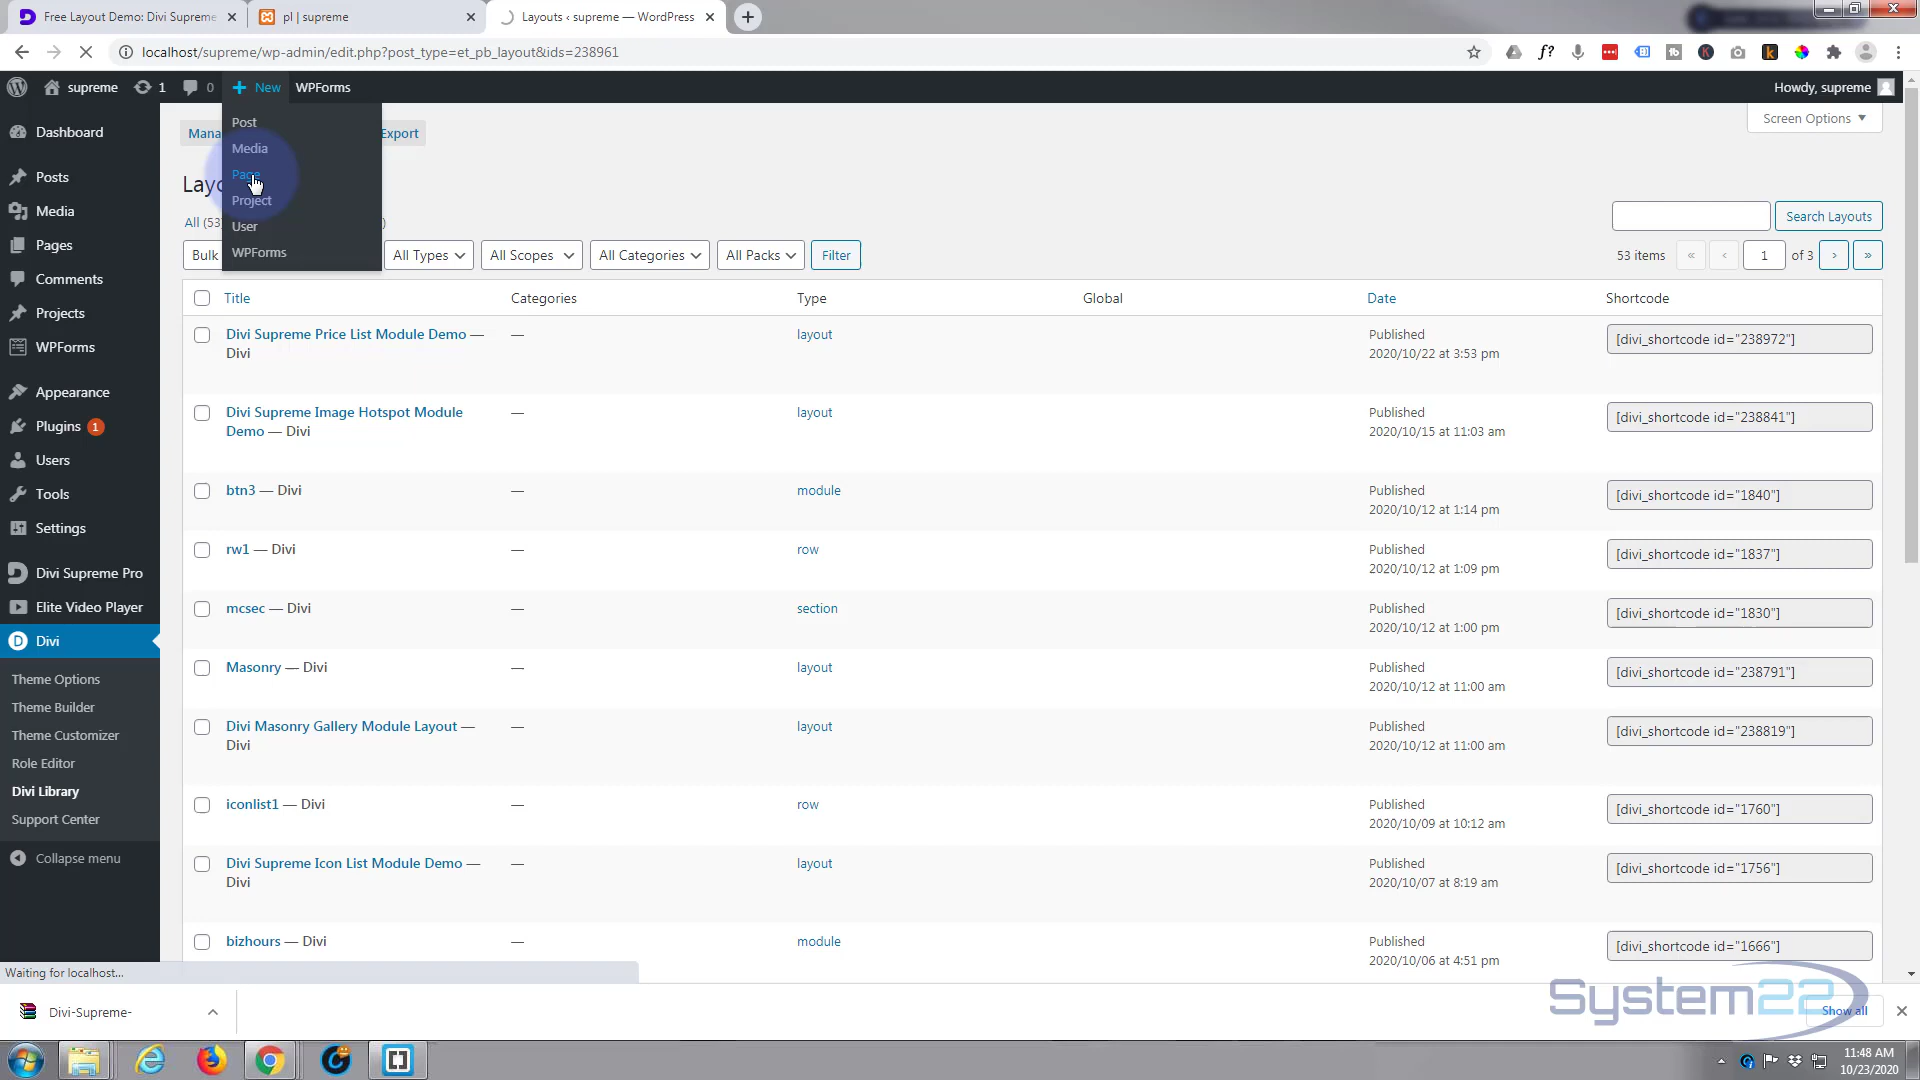 Free Layout Demo: Divi Supreme
pl | supreme
Layouts ‹ supreme — WordPress
localhost/supreme/wp-admin/edit.php?post_type=et_pb_layout&ids=238961
supreme
1
0
New
WPForms
Howdy, supreme
Post
Media
Page
Project
User
WPForms
Dashboard
Posts
Media
Pages
Comments
Projects
WPForms
Appearance
Plugins 1
Users
Tools
Settings
Divi Supreme Pro
Elite Video Player
Divi
Theme Options
Theme Builder
Theme Customizer
Role Editor
Divi Library
Support Center
Collapse menu
Mana
Export
Screen Options
Layo
All (53
)
Search Layouts
Bulk
All Types
All Scopes
All Categories
All Packs
Filter
53 items
«
‹
1
of 3
›
»
Title
Categories
Type
Global
Date
Shortcode
Divi Supreme Price List Module Demo —
Divi
—
layout
Published
2020/10/22 at 3:53 pm
[divi_shortcode id="238972"]
Divi Supreme Image Hotspot Module
Demo — Divi
—
layout
Published
2020/10/15 at 11:03 am
[divi_shortcode id="238841"]
btn3 — Divi
—
module
Published
2020/10/12 at 1:14 pm
[divi_shortcode id="1840"]
rw1 — Divi
—
row
Published
2020/10/12 at 1:09 pm
[divi_shortcode id="1837"]
mcsec — Divi
—
section
Published
2020/10/12 at 1:00 pm
[divi_shortcode id="1830"]
Masonry — Divi
—
layout
Published
2020/10/12 at 11:00 am
[divi_shortcode id="238791"]
Divi Masonry Gallery Module Layout —
Divi
—
layout
Published
2020/10/12 at 11:00 am
[divi_shortcode id="238819"]
iconlist1 — Divi
—
row
Published
2020/10/09 at 10:12 am
[divi_shortcode id="1760"]
Divi Supreme Icon List Module Demo —
Divi
—
layout
Published
2020/10/07 at 8:19 am
[divi_shortcode id="1756"]
bizhours — Divi
—
module
Published
2020/10/06 at 4:51 pm
[divi_shortcode id="1666"]
Waiting for localhost...
Divi-Supreme-
System22
Show all
11:48 AM
10/23/2020